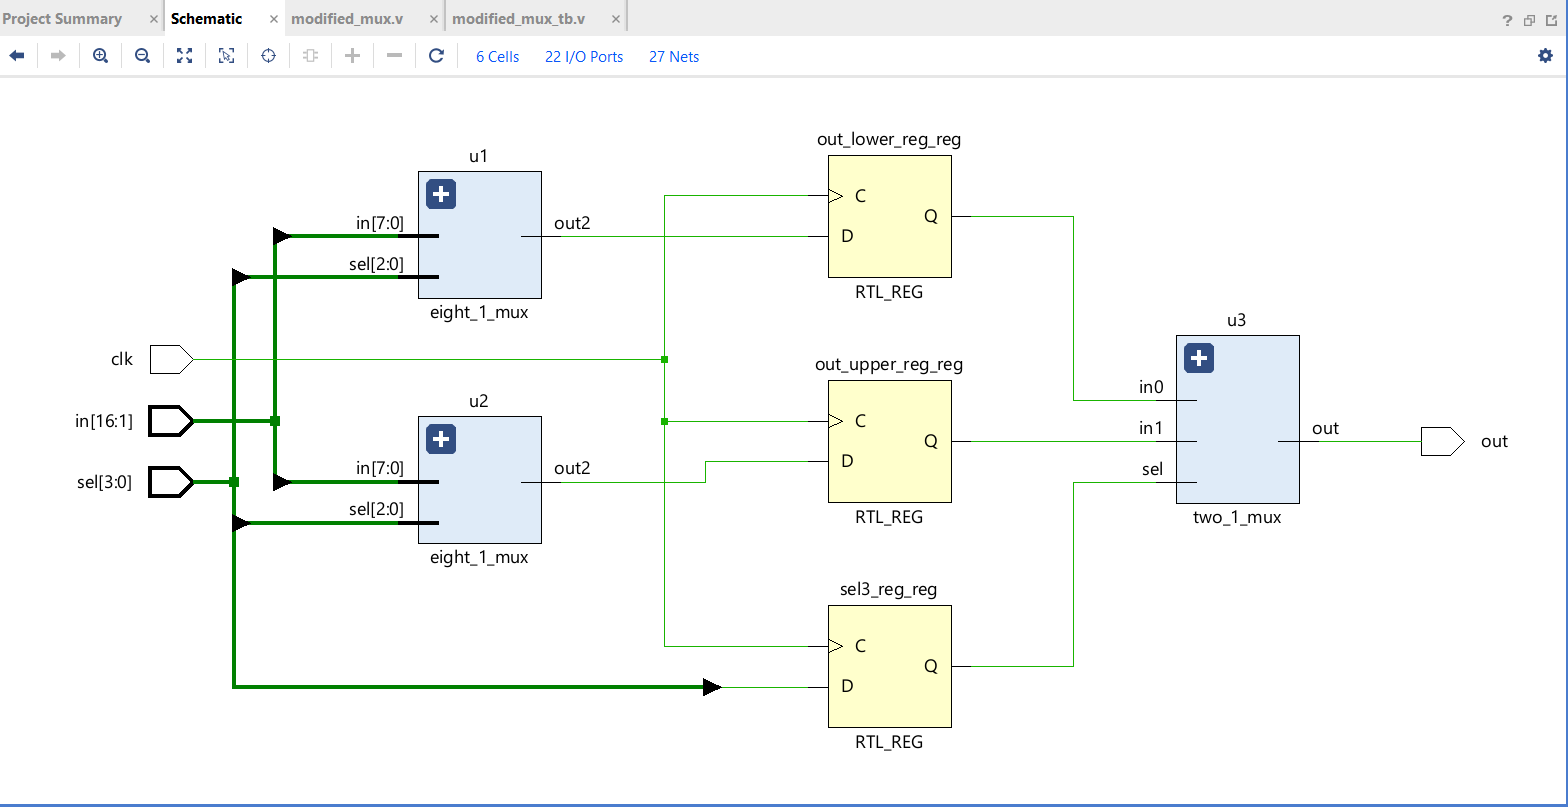 Project Summary × Schematic × modified_mux.v × modified_mux_tb.v ×
?
6 Cells 22 I/O Ports 27 Nets
out_lower_reg_reg
u1
C
in[7:0] out2 Q
D
sel[2:0]
RTL_REG
eight_1_mux
u3
clk
out_upper_reg_reg
in0
u2
in[16:1] C
in1 out
Q out
D
in[7:0] out2 sel
sel[3:0]
sel[2:0]
RTL_REG two_1_mux
eight_1_mux
sel3_reg_reg
C
Q
D
RTL_REG